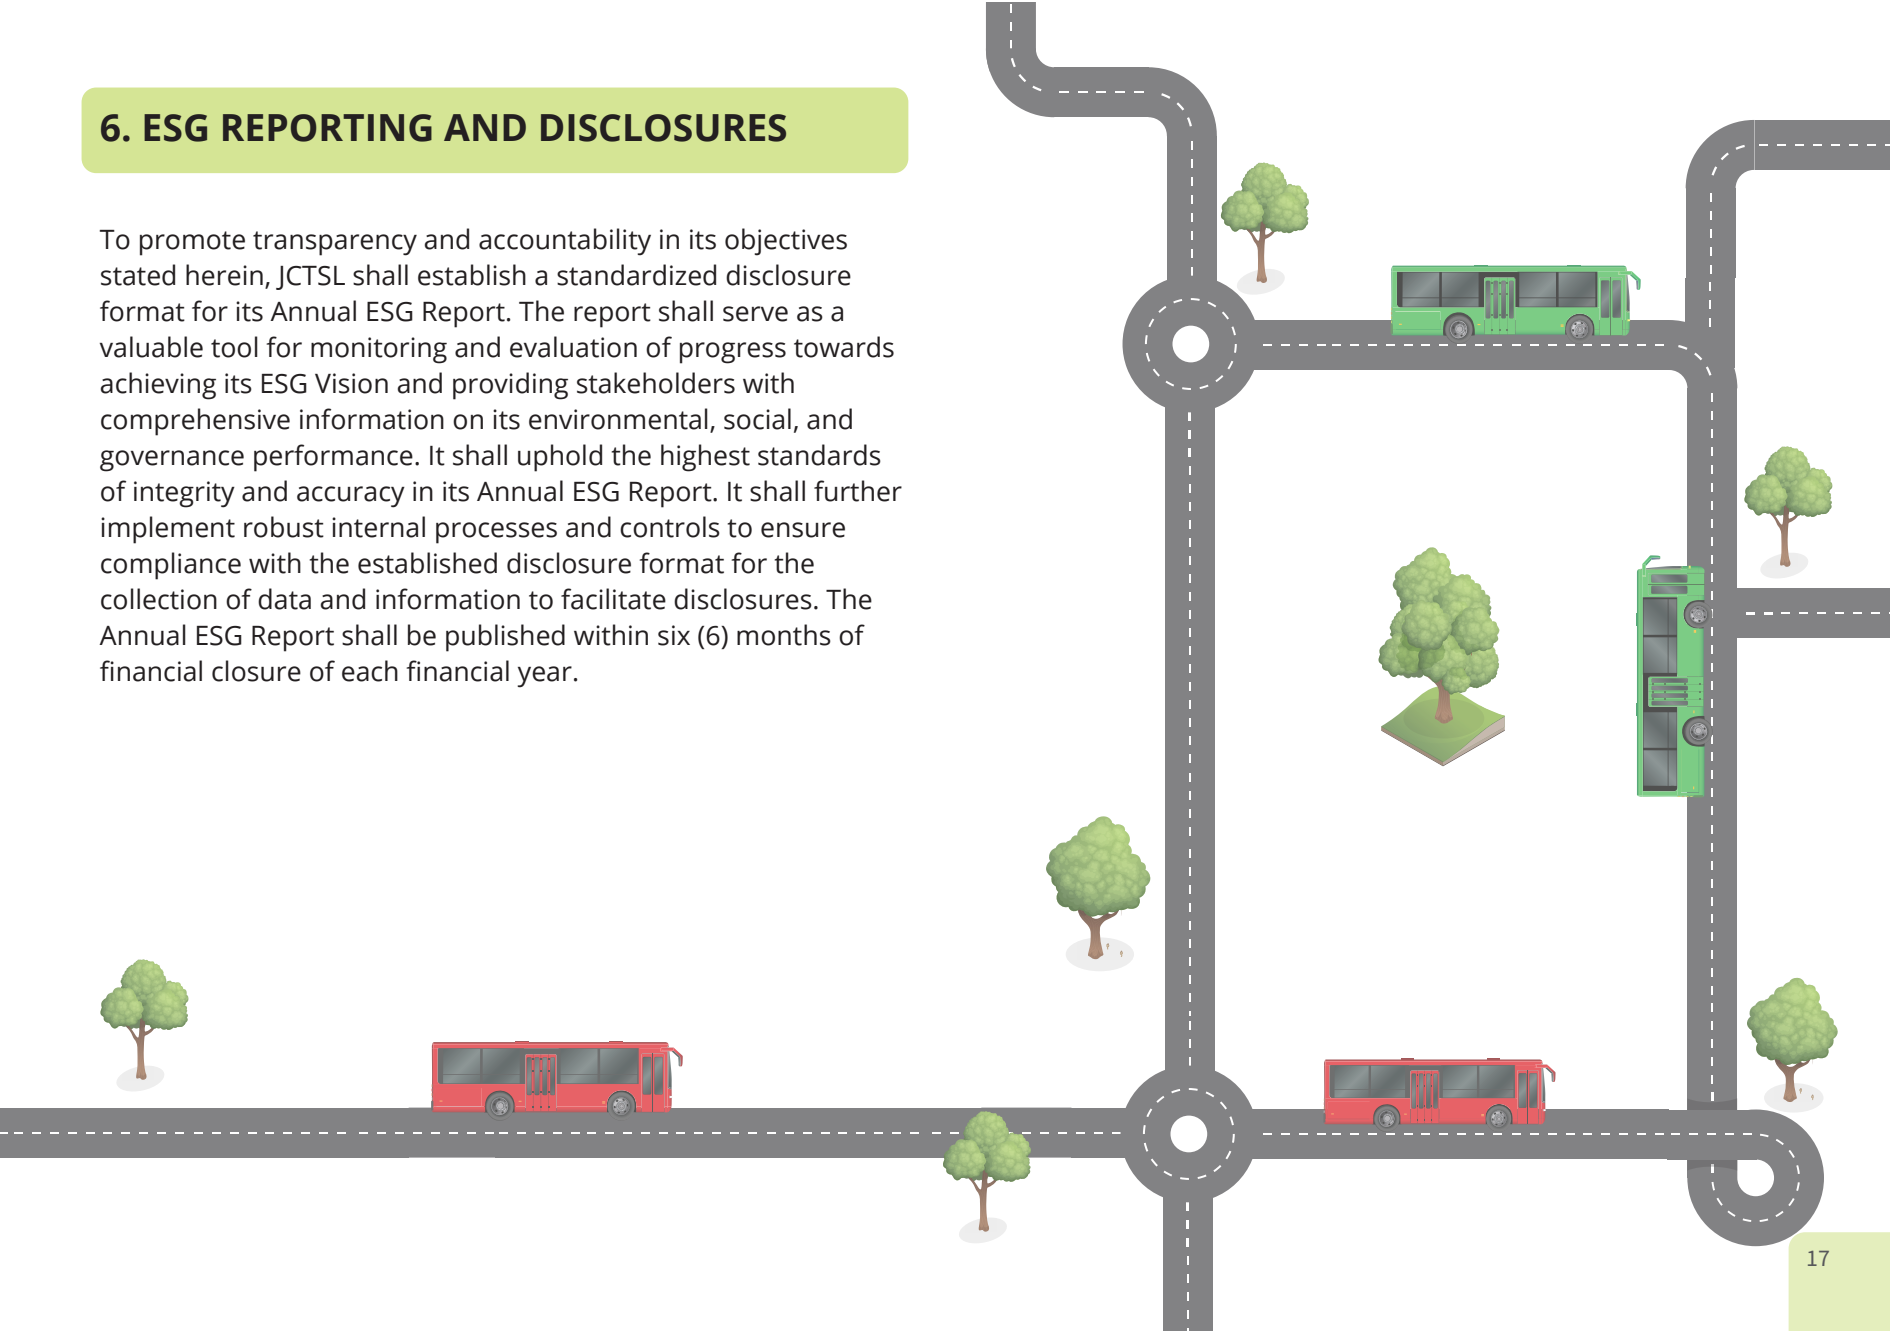 6. ESG REPORTING AND DISCLOSURES
To promote transparency and accountability in its objectives
stated herein, JCTSL shall establish a standardized disclosure
format for its Annual ESG Report. The report shall serve as a
valuable tool for monitoring and evaluation of progress towards
achieving its ESG Vision and providing stakeholders with
comprehensive information on its environmental, social, and
governance performance. It shall uphold the highest standards
of integrity and accuracy in its Annual ESG Report. It shall further
implement robust internal processes and controls to ensure
compliance with the established disclosure format for the
collection of data and information to facilitate disclosures. The
Annual ESG Report shall be published within six (6) months of
financial closure of each financial year.
17